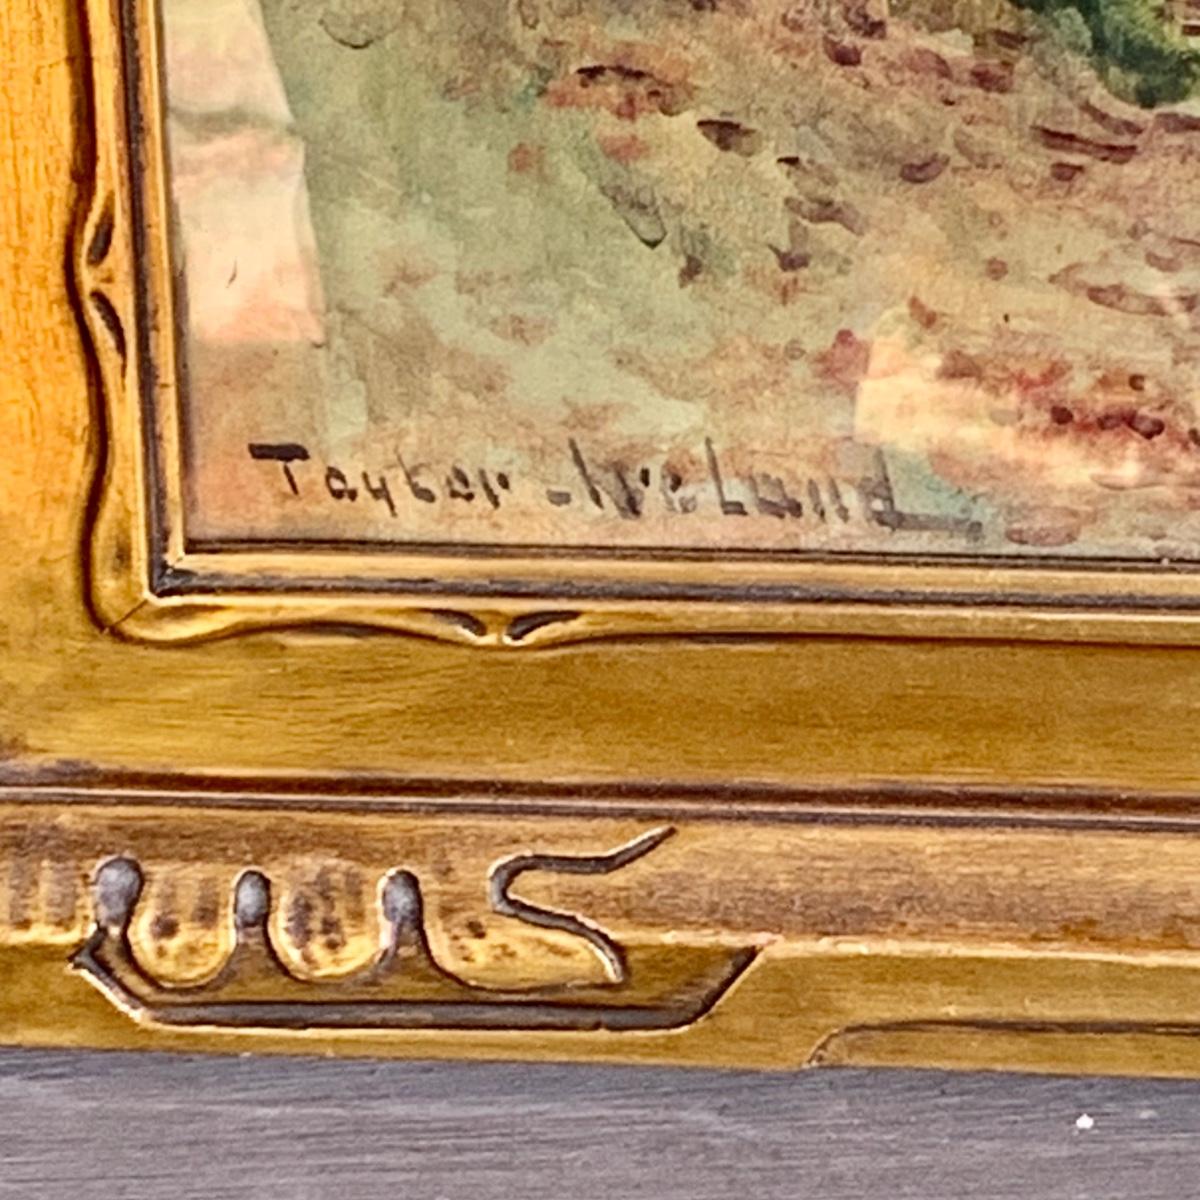 Tayler - Ireland